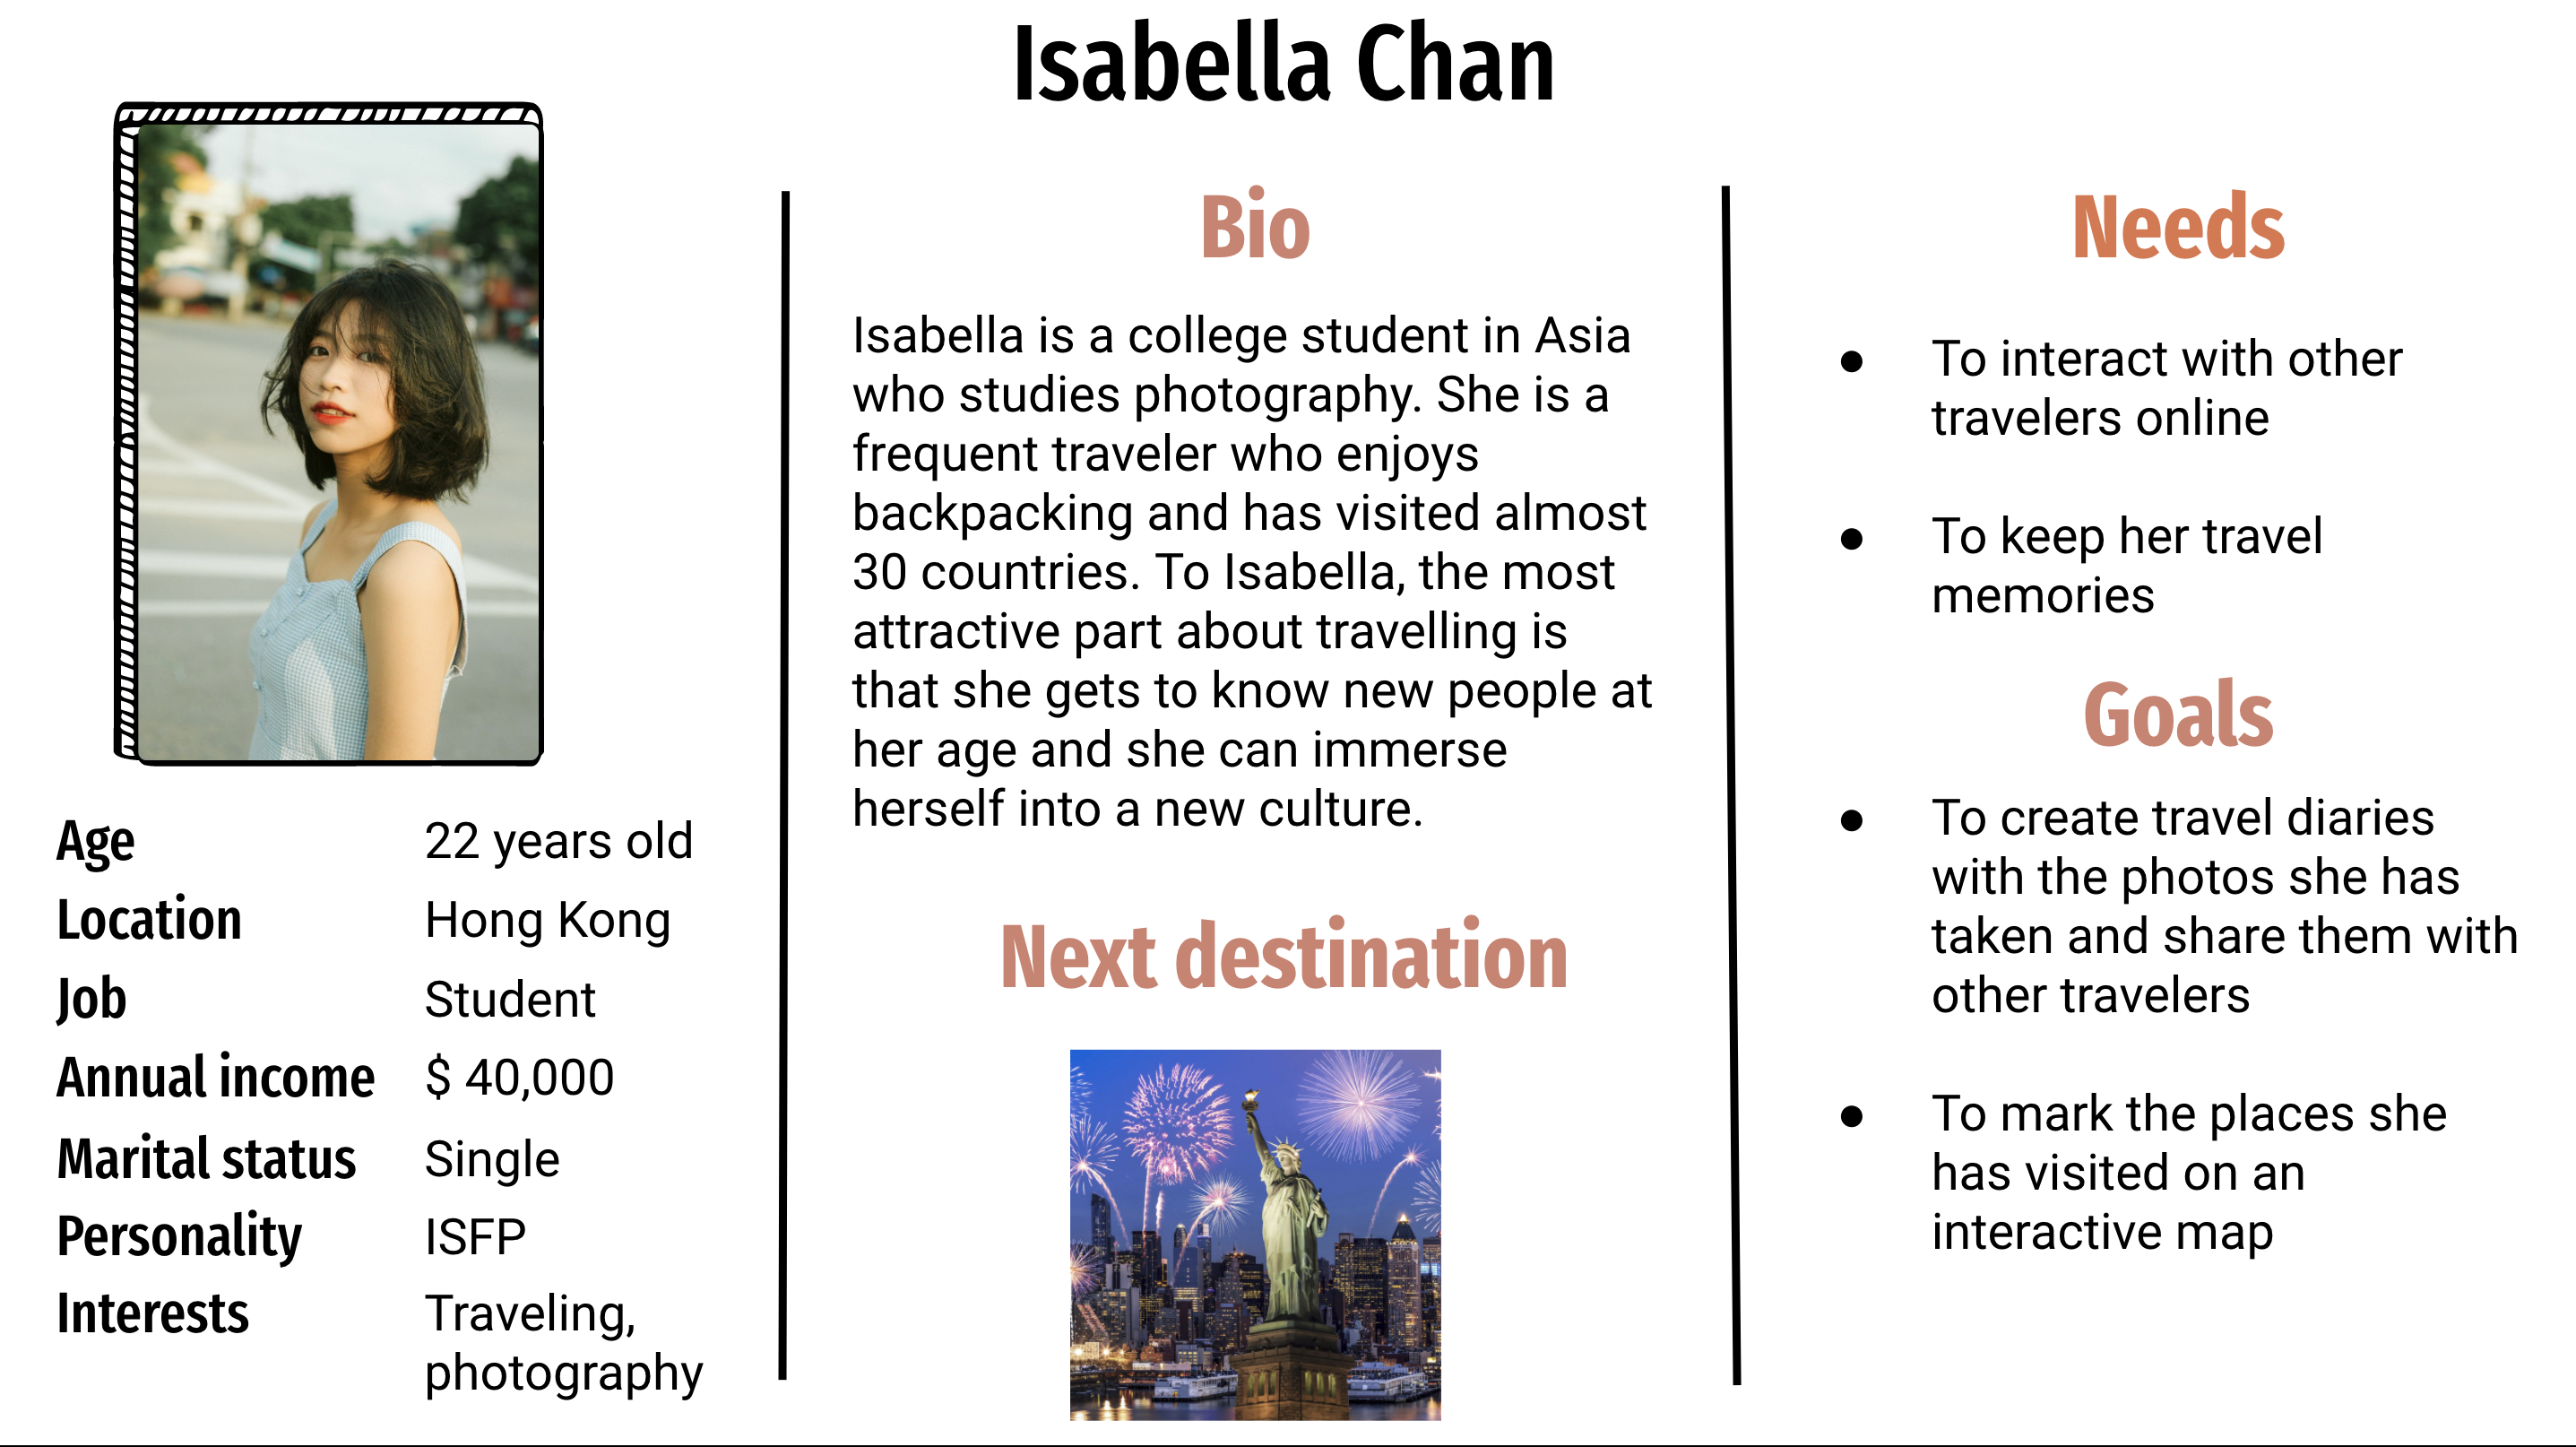 Isabella Chan
Age 22 years old
Location Hong Kong
Job Student
Annual income $ 40,000
Marital status Single
Personality ISFP
Interests Traveling,
photography
Bio
Isabella is a college student in Asia
who studies photography. She is a
frequent traveler who enjoys
backpacking and has visited almost
30 countries. To Isabella, the most
attractive part about travelling is
that she gets to know new people at
her age and she can immerse
herself into a new culture.
Next destination
Needs
● To interact with other
travelers online
● To keep her travel
memories
Goals
● To create travel diaries
with the photos she has
taken and share them with
other travelers
● To mark the places she
has visited on an
interactive map